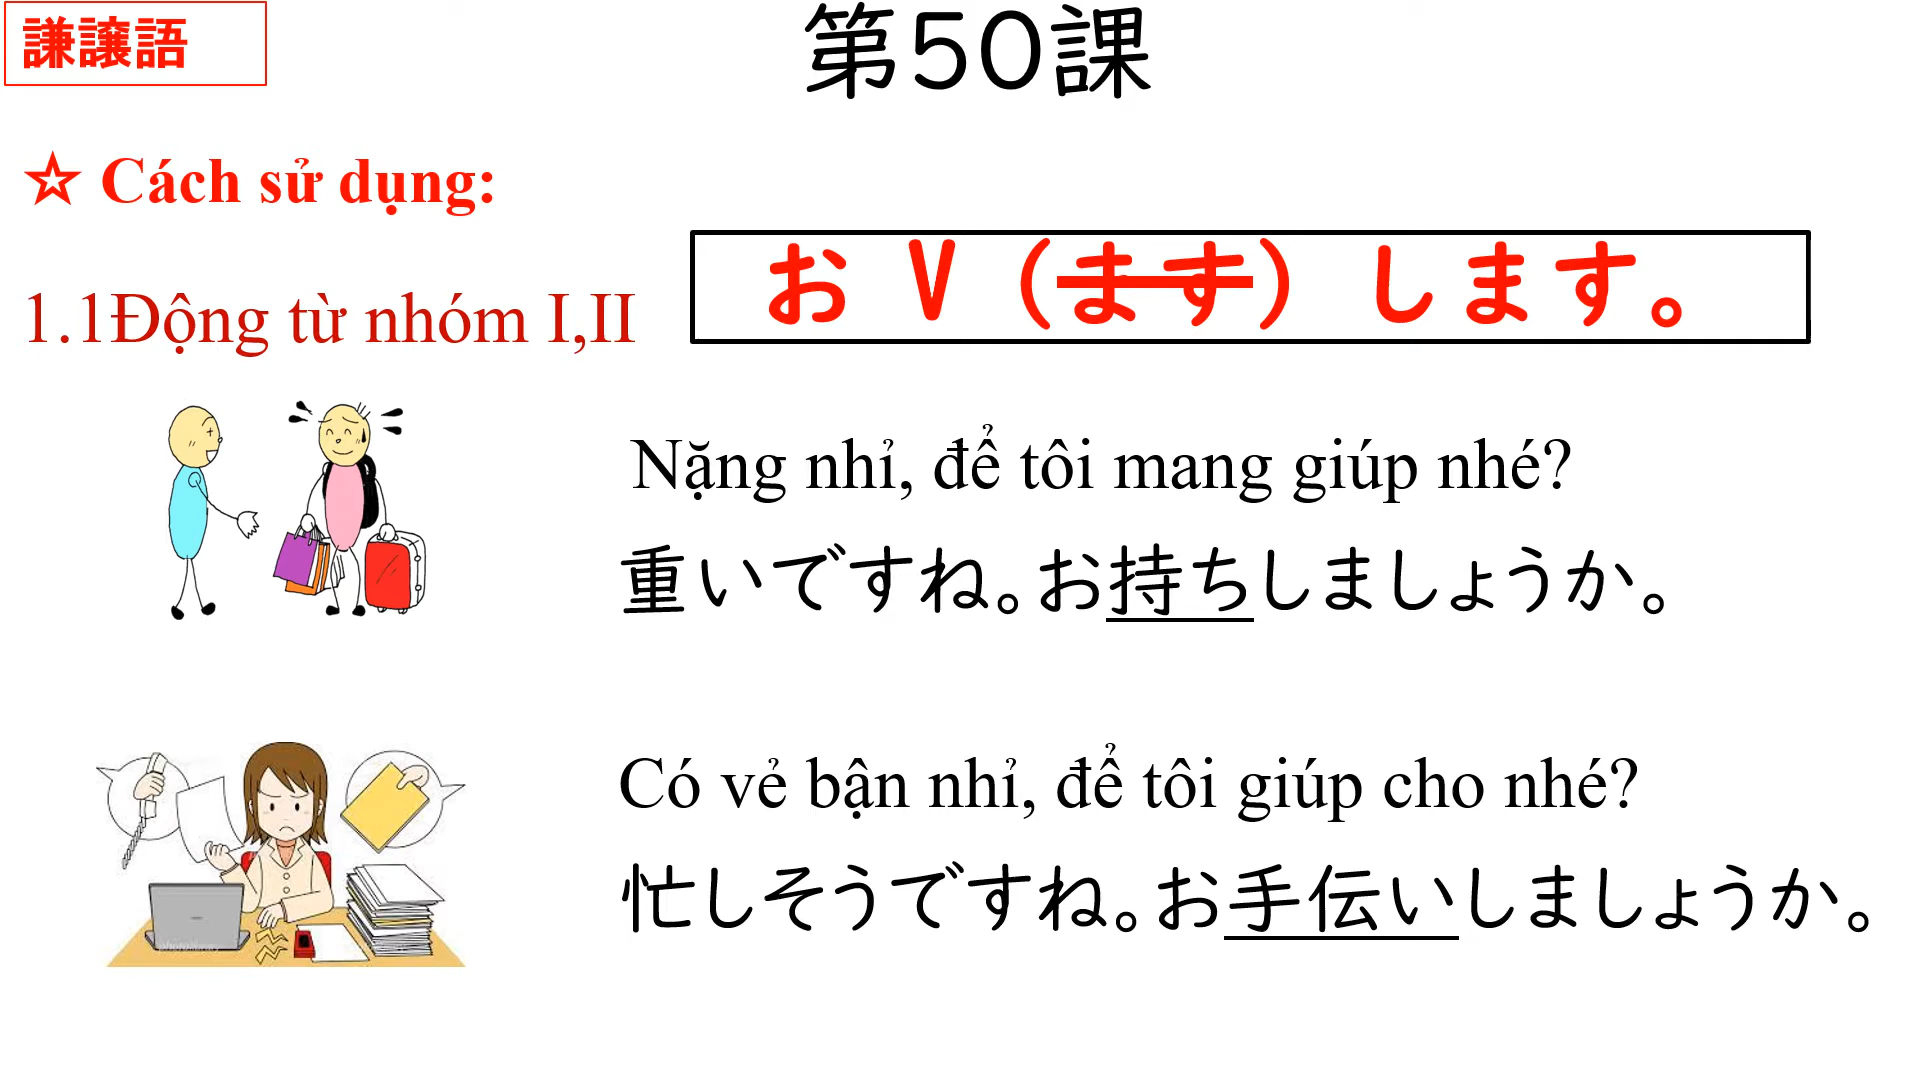 謙譲語
第50課
☆ Cách sử dụng:
1.1Động từ nhóm I,II
お V (ます) します。
Nặng nhỉ, để tôi mang giúp nhé?
重いですね。お持ちしましょうか。
Có vẻ bận nhỉ, để tôi giúp cho nhé?
忙しそうですね。お手伝いしましょうか。